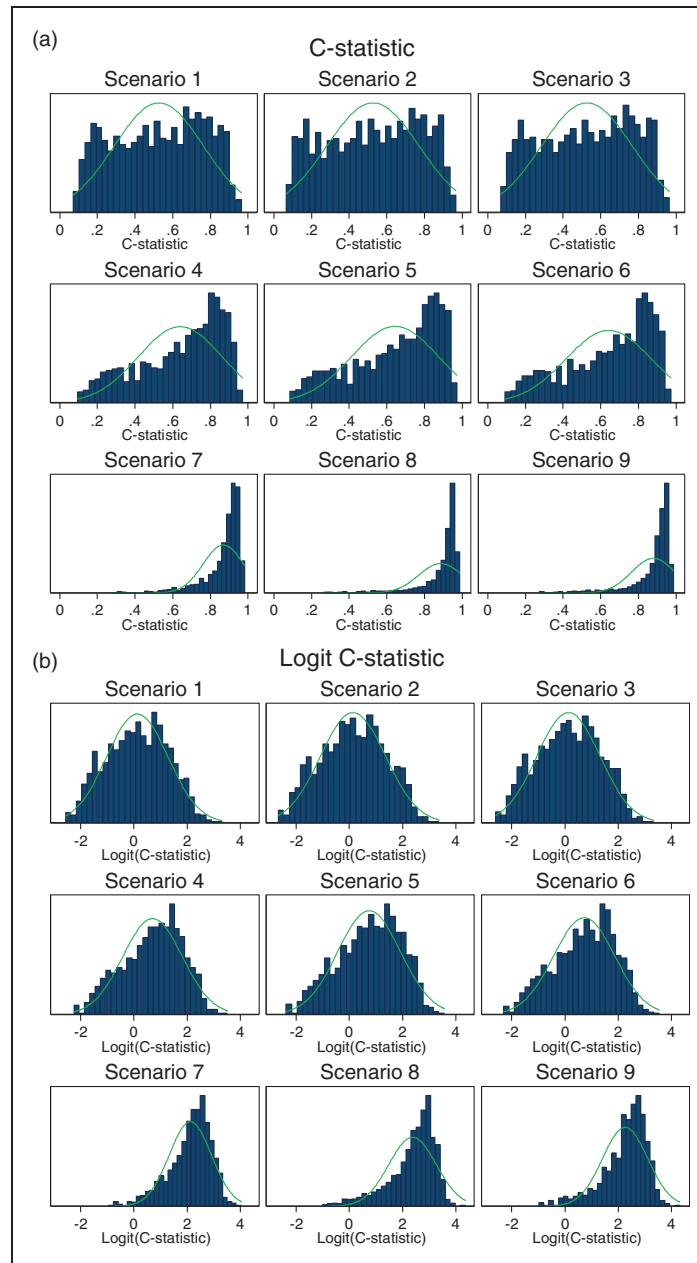 (a)
C-statistic
Scenario 1 Scenario 2 Scenario 3
0 .2 .4 .6 .8 1 0 .2 .4 .6 .8 1 0 .2 .4 .6 .8 1
C-statistic C-statistic C-statistic
Scenario 4 Scenario 5 Scenario 6
0 .2 .4 .6 .8 1 0 .2 .4 .6 .8 1 0 .2 .4 .6 .8 1
C-statistic C-statistic C-statistic
Scenario 7 Scenario 8 Scenario 9
0 .2 .4 .6 .8 1 0 .2 .4 .6 .8 1 0 .2 .4 .6 .8 1
C-statistic C-statistic C-statistic
(b)
Logit C-statistic
Scenario 1 Scenario 2 Scenario 3
-2 0 2 4 -2 0 2 4 -2 0 2 4
Logit(C-statistic) Logit(C-statistic) Logit(C-statistic)
Scenario 4 Scenario 5 Scenario 6
-2 0 2 4 -2 0 2 4 -2 0 2 4
Logit(C-statistic) Logit(C-statistic) Logit(C-statistic)
Scenario 7 Scenario 8 Scenario 9
-2 0 2 4 -2 0 2 4 -2 0 2 4
Logit(C-statistic) Logit(C-statistic) Logit(C-statistic)